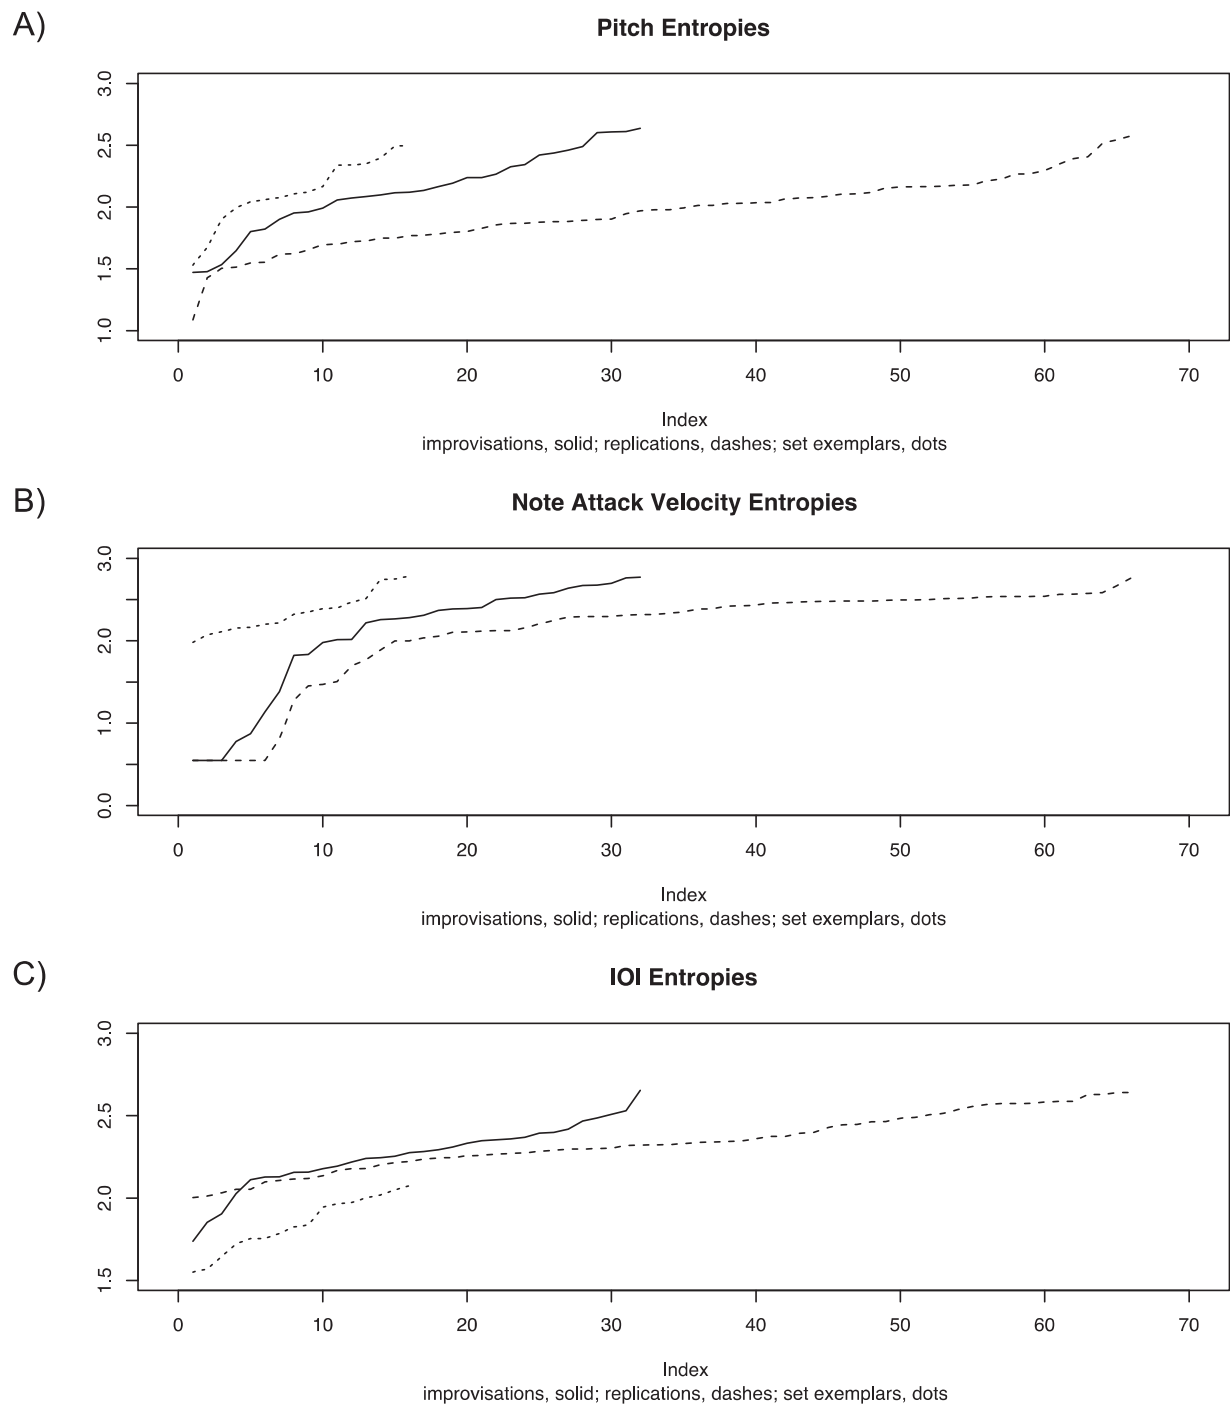 A)
Pitch Entropies
3.0
2.5
2.0
1.5
1.0
0 10 20 30 40 50 60 70
Index
improvisations, solid; replications, dashes; set exemplars, dots
B)
Note Attack Velocity Entropies
3.0
2.0
1.0
0.0
0 10 20 30 40 50 60 70
Index
improvisations, solid; replications, dashes; set exemplars, dots
C)
IOI Entropies
3.0
2.5
2.0
1.5
0 10 20 30 40 50 60 70
Index
improvisations, solid; replications, dashes; set exemplars, dots